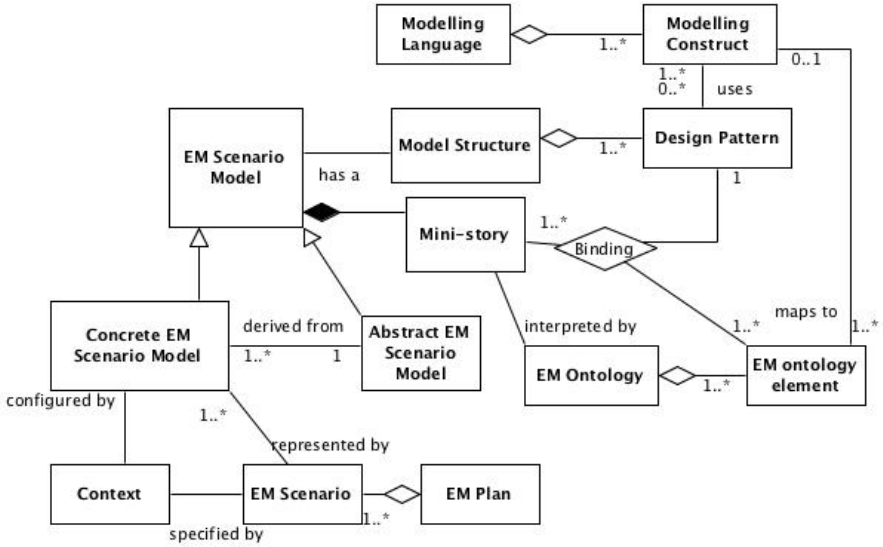 Modelling
Language
1..*
Modelling
Construct
0..1
1..*
0..*
uses
EM Scenario
Model
has a
Model Structure
1..*
Design Pattern
1
Mini-story
1..*
Binding
maps to
1..*
1..*
Concrete EM
Scenario Model
derived from
1..*
1
Abstract EM
Scenario
Model
interpreted by
EM Ontology
1..*
EM ontology
element
configured by
1..*
represented by
Context
specified by
EM Scenario
1..*
EM Plan